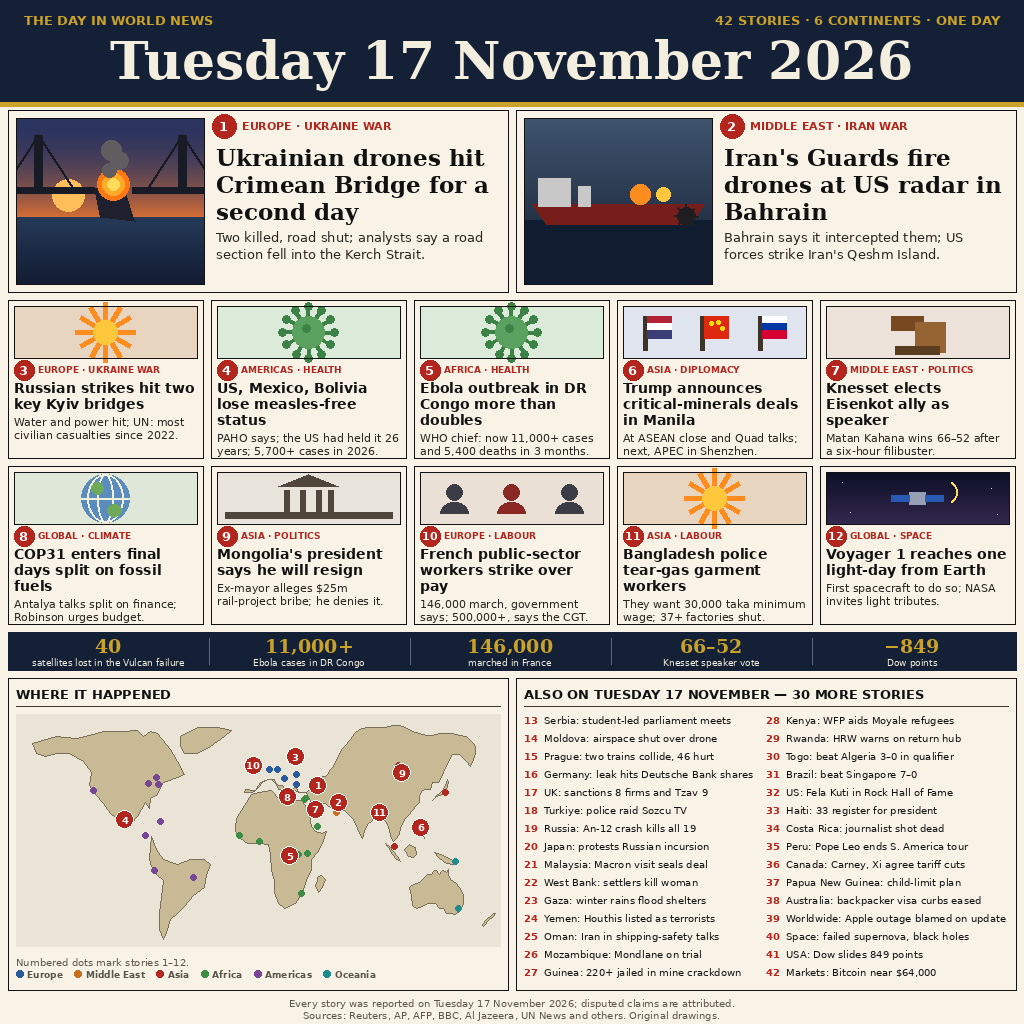 THE DAY IN WORLD NEWS
42 STORIES · 6 CONTINENTS · ONE DAY
Tuesday 17 November 2026
1 EUROPE · UKRAINE WAR
Ukrainian drones hit
Crimean Bridge for a
second day
Two killed, road shut; analysts say a road
section fell into the Kerch Strait.
2 MIDDLE EAST · IRAN WAR
Iran's Guards fire
drones at US radar in
Bahrain
Bahrain says it intercepted them; US
forces strike Iran's Qeshm Island.
3 EUROPE · UKRAINE WAR
Russian strikes hit two
key Kyiv bridges
Water and power hit; UN: most
civilian casualties since 2022.
4 AMERICAS · HEALTH
US, Mexico, Bolivia
lose measles-free
status
PAHO says; the US had held it 26
years; 5,700+ cases in 2026.
5 AFRICA · HEALTH
Ebola outbreak in DR
Congo more than
doubles
WHO chief: now 11,000+ cases
and 5,400 deaths in 3 months.
6 ASIA · DIPLOMACY
Trump announces
critical-minerals deals
in Manila
At ASEAN close and Quad talks;
next, APEC in Shenzhen.
7 MIDDLE EAST · POLITICS
Knesset elects
Eisenkot ally as
speaker
Matan Kahana wins 66–52 after
a six-hour filibuster.
8 GLOBAL · CLIMATE
COP31 enters final
days split on fossil
fuels
Antalya talks split on finance;
Robinson urges budget.
9 ASIA · POLITICS
Mongolia's president
says he will resign
Ex-mayor alleges $25m
rail-project bribe; he denies it.
10 EUROPE · LABOUR
French public-sector
workers strike over
pay
146,000 march, government
says; 500,000+, says the CGT.
11 ASIA · LABOUR
Bangladesh police
tear-gas garment
workers
They want 30,000 taka minimum
wage; 37+ factories shut.
12 GLOBAL · SPACE
Voyager 1 reaches one
light-day from Earth
First spacecraft to do so; NASA
invites light tributes.
40
satellites lost in the Vulcan failure
11,000+
Ebola cases in DR Congo
146,000
marched in France
66–52
Knesset speaker vote
−849
Dow points
WHERE IT HAPPENED
10
3
1
9
8
7
2
11
4
6
5
Numbered dots mark stories 1–12.
Europe Middle East Asia Africa Americas Oceania
ALSO ON TUESDAY 17 NOVEMBER — 30 MORE STORIES
13 Serbia: student-led parliament meets
14 Moldova: airspace shut over drone
15 Prague: two trains collide, 46 hurt
16 Germany: leak hits Deutsche Bank shares
17 UK: sanctions 8 firms and Tzav 9
18 Turkiye: police raid Sozcu TV
19 Russia: An-12 crash kills all 19
20 Japan: protests Russian incursion
21 Malaysia: Macron visit seals deal
22 West Bank: settlers kill woman
23 Gaza: winter rains flood shelters
24 Yemen: Houthis listed as terrorists
25 Oman: Iran in shipping-safety talks
26 Mozambique: Mondlane on trial
27 Guinea: 220+ jailed in mine crackdown
28 Kenya: WFP aids Moyale refugees
29 Rwanda: HRW warns on return hub
30 Togo: beat Algeria 3–0 in qualifier
31 Brazil: beat Singapore 7–0
32 US: Fela Kuti in Rock Hall of Fame
33 Haiti: 33 register for president
34 Costa Rica: journalist shot dead
35 Peru: Pope Leo ends S. America tour
36 Canada: Carney, Xi agree tariff cuts
37 Papua New Guinea: child-limit plan
38 Australia: backpacker visa curbs eased
39 Worldwide: Apple outage blamed on update
40 Space: failed supernova, black holes
41 USA: Dow slides 849 points
42 Markets: Bitcoin near $64,000
Every story was reported on Tuesday 17 November 2026; disputed claims are attributed.
Sources: Reuters, AP, AFP, BBC, Al Jazeera, UN News and others. Original drawings.